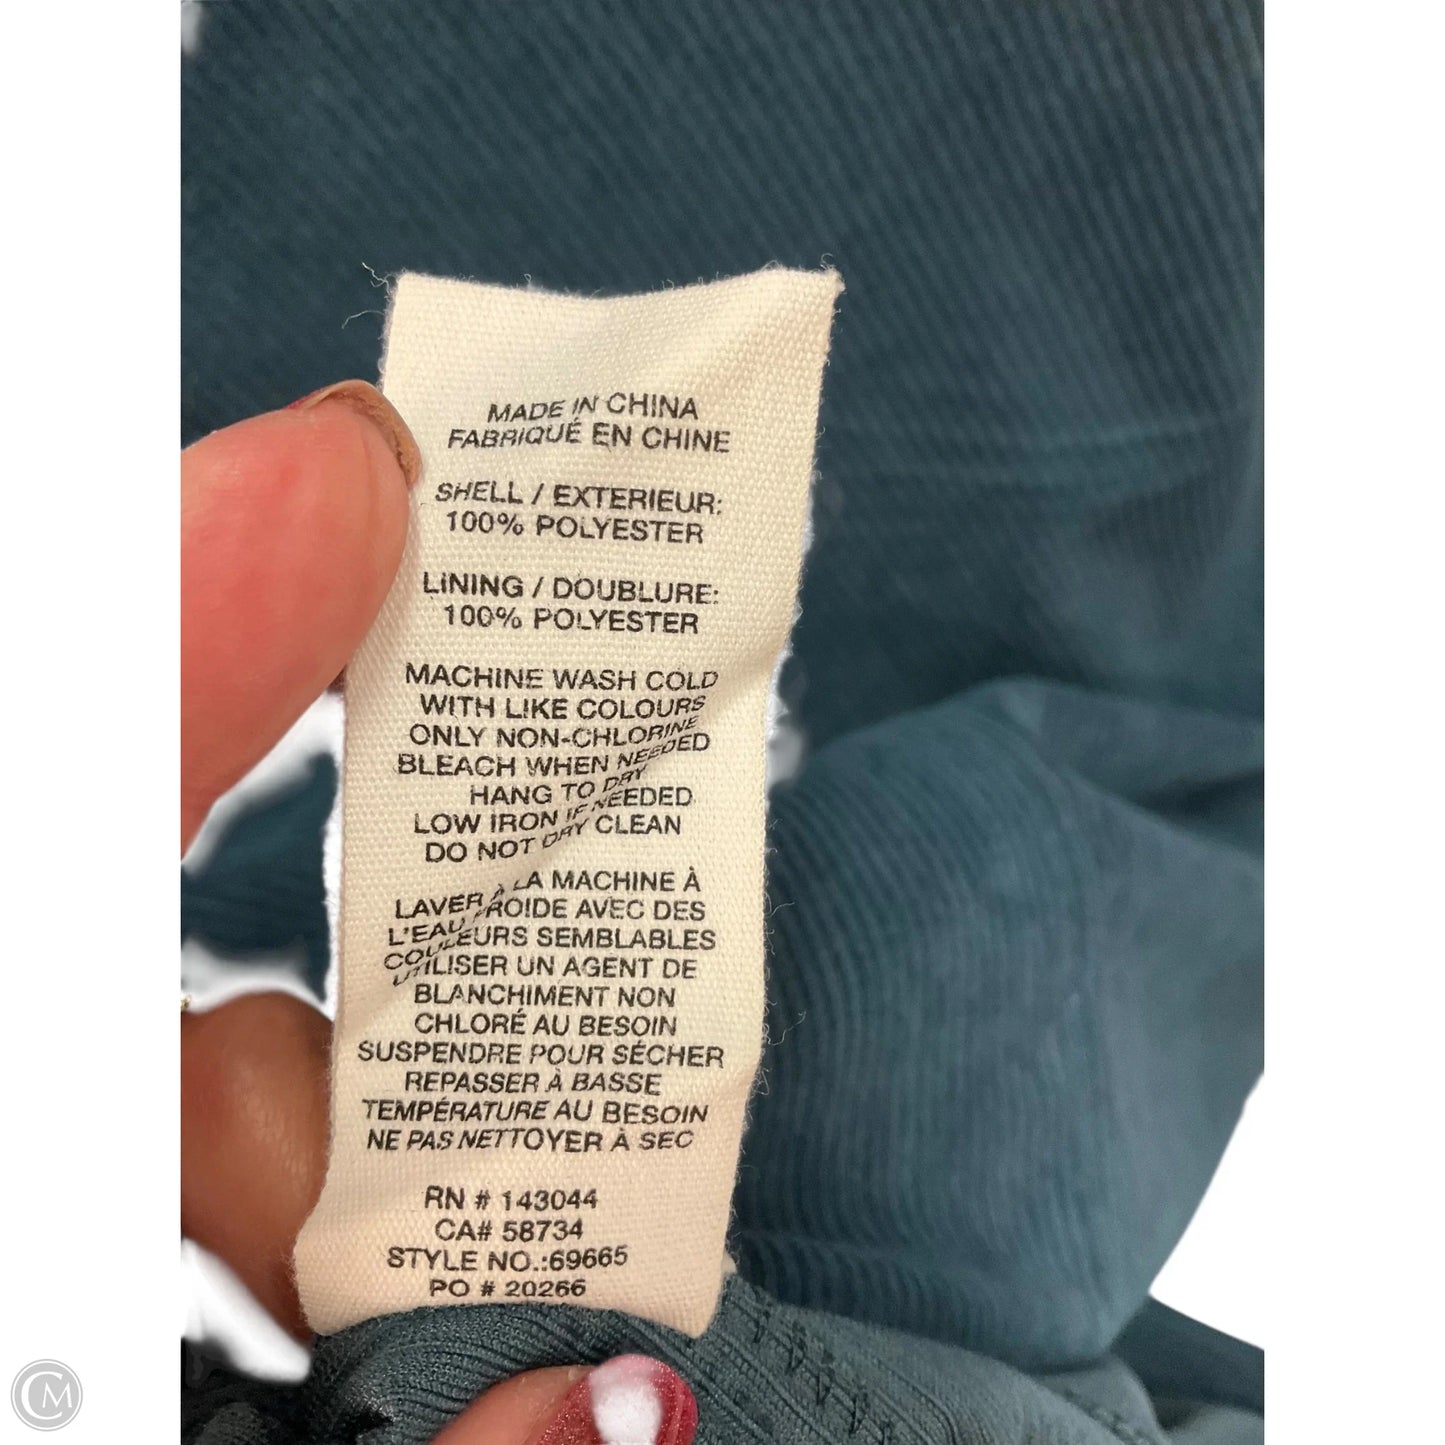 MADE IN CHINA
FABRIQUÉ EN CHINE
SHELL / EXTERIEUR:
100% POLYESTER
LINING / DOUBLURE:
100% POLYESTER
MACHINE WASH COLD
WITH LIKE COLOURS
ONLY NON-CHLORINE
BLEACH WHEN NEEDED
HANG TO DRY
LOW IRON IF NEEDED
DO NOT DRY CLEAN
LAVER À LA MACHINE À
L'EAU FROIDE AVEC DES
COULEURS SEMBLABLES
UTILISER UN AGENT DE
BLANCHIMENT NON
CHLORÉ AU BESOIN
SUSPENDRE POUR SÉCHER
REPASSER À BASSE
TEMPÉRATURE AU BESOIN
NE PAS NETTOYER À SEC
RN # 143044
CA# 58734
STYLE NO.:69665
PO # 20266
CM